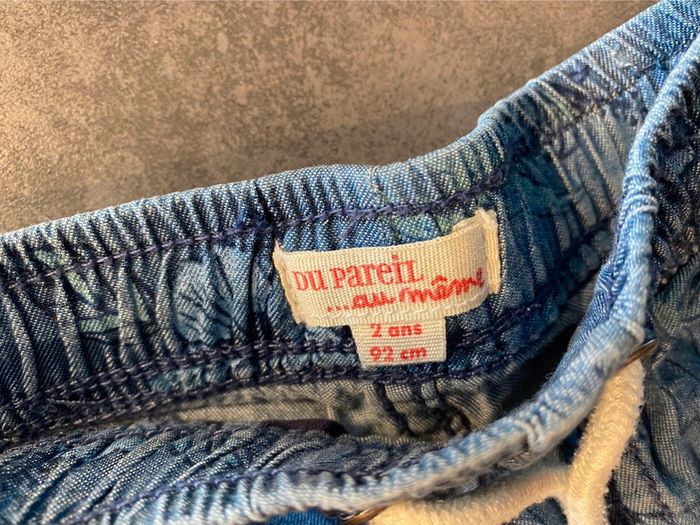 DU PAREIL
...au même
2 ans
92 cm